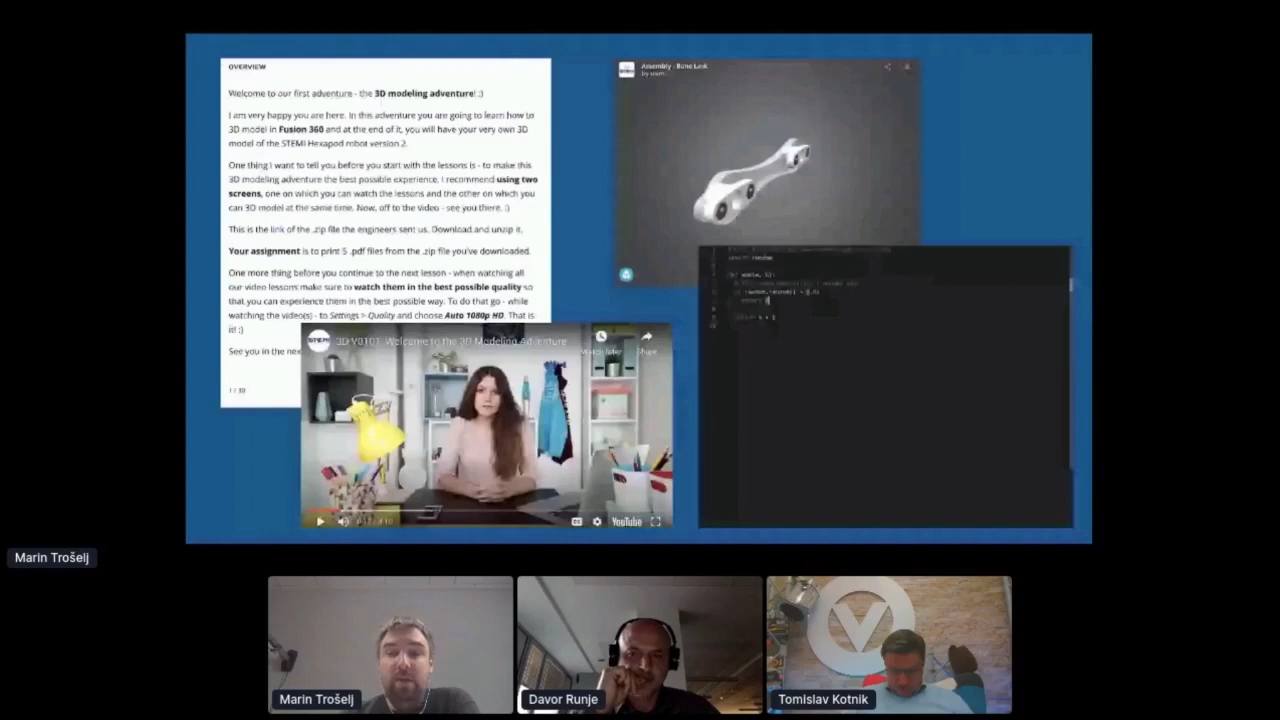 OVERVIEW
Welcome to our first adventure - the 3D modeling adventure! :)
I am very happy you are here. In this adventure you are going to learn how to
3D model in Fusion 360 and at the end of it, you will have your very own 3D
model of the STEMI Hexapod robot version 2.
One thing I want to tell you before you start with the lessons is - to make this
3D modeling adventure the best possible experience, I recommend using two
screens, one on which you can watch the lessons and the other on which you
can 3D model at the same time. Now, off to the video - see you there. :)
This is the link of the .zip file the engineers sent us. Download and unzip it.
Your assignment is to print 5 .pdf files from the .zip file you've downloaded.
One more thing before you continue to the next lesson - when watching all
our video lessons make sure to watch them in the best possible quality so
that you can experience them in the best possible way. To do that go - while
watching the video(s) - to Settings > Quality and choose Auto 1080p HD. That is
it! :)
See you in the nex
Assembly - Bone Link
STEMI
3D V0101 Welcome to the 3D Modeling Adventure
Watch later
Share
YouTube
Marin Trošelj
Marin Trošelj
Davor Runje
Tomislav Kotnik